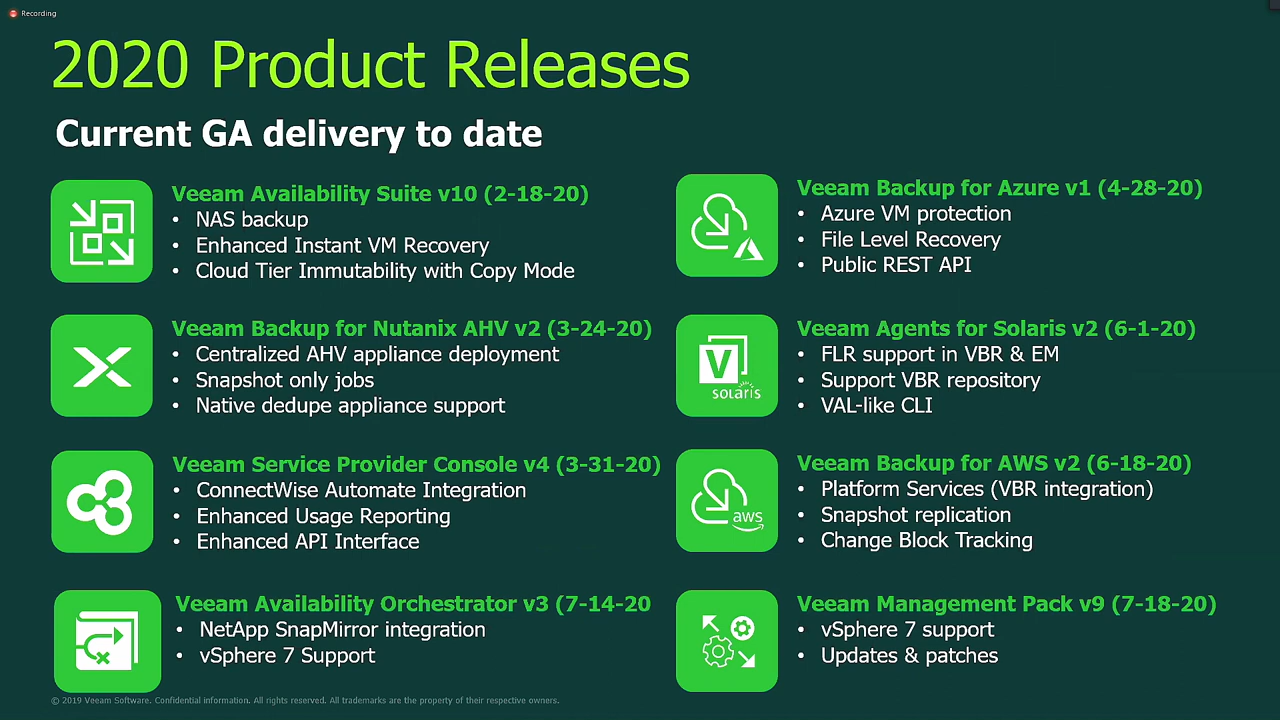 Recording
2020 Product Releases
Current GA delivery to date
Veeam Availability Suite v10 (2-18-20)
• NAS backup
• Enhanced Instant VM Recovery
• Cloud Tier Immutability with Copy Mode
Veeam Backup for Nutanix AHV v2 (3-24-20)
• Centralized AHV appliance deployment
• Snapshot only jobs
• Native dedupe appliance support
Veeam Service Provider Console v4 (3-31-20)
• ConnectWise Automate Integration
• Enhanced Usage Reporting
• Enhanced API Interface
Veeam Availability Orchestrator v3 (7-14-20
• NetApp SnapMirror integration
• vSphere 7 Support
Veeam Backup for Azure v1 (4-28-20)
• Azure VM protection
• File Level Recovery
• Public REST API
V
solaris
Veeam Agents for Solaris v2 (6-1-20)
• FLR support in VBR & EM
• Support VBR repository
• VAL-like CLI
aws
Veeam Backup for AWS v2 (6-18-20)
• Platform Services (VBR integration)
• Snapshot replication
• Change Block Tracking
Veeam Management Pack v9 (7-18-20)
• vSphere 7 support
• Updates & patches
© 2019 Veeam Software. Confidential information. All rights reserved. All trademarks are the property of their respective owners.